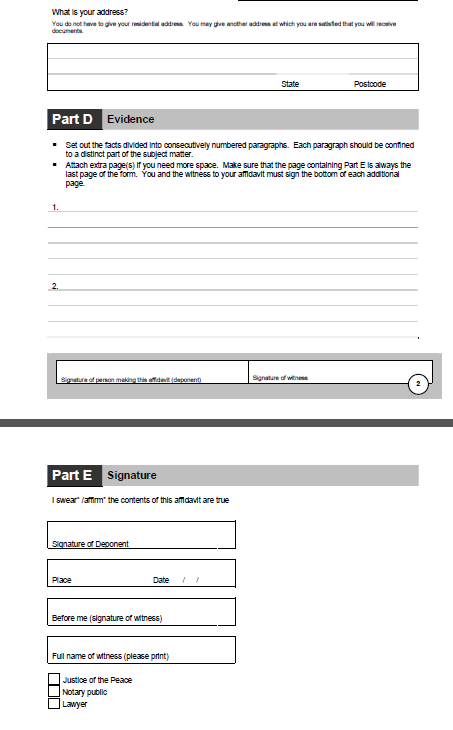 What is your address?
You do not have to give your residential address. You may give another address at which you are satisfied that you will receive
documents.
State Postcode
Part D Evidence
▪ Set out the facts divided into consecutively numbered paragraphs. Each paragraph should be confined
to a distinct part of the subject matter.
▪ Attach extra page(s) if you need more space. Make sure that the page containing Part E is always the
last page of the form. You and the witness to your affidavit must sign the bottom of each additional
page.
1.
2.
Signature of person making this affidavit (deponent) Signature of witness
2
Part E Signature
I swear* /affirm* the contents of this affidavit are true
Signature of Deponent
Place Date / /
Before me (signature of witness)
Full name of witness (please print)
Justice of the Peace
Notary public
Lawyer